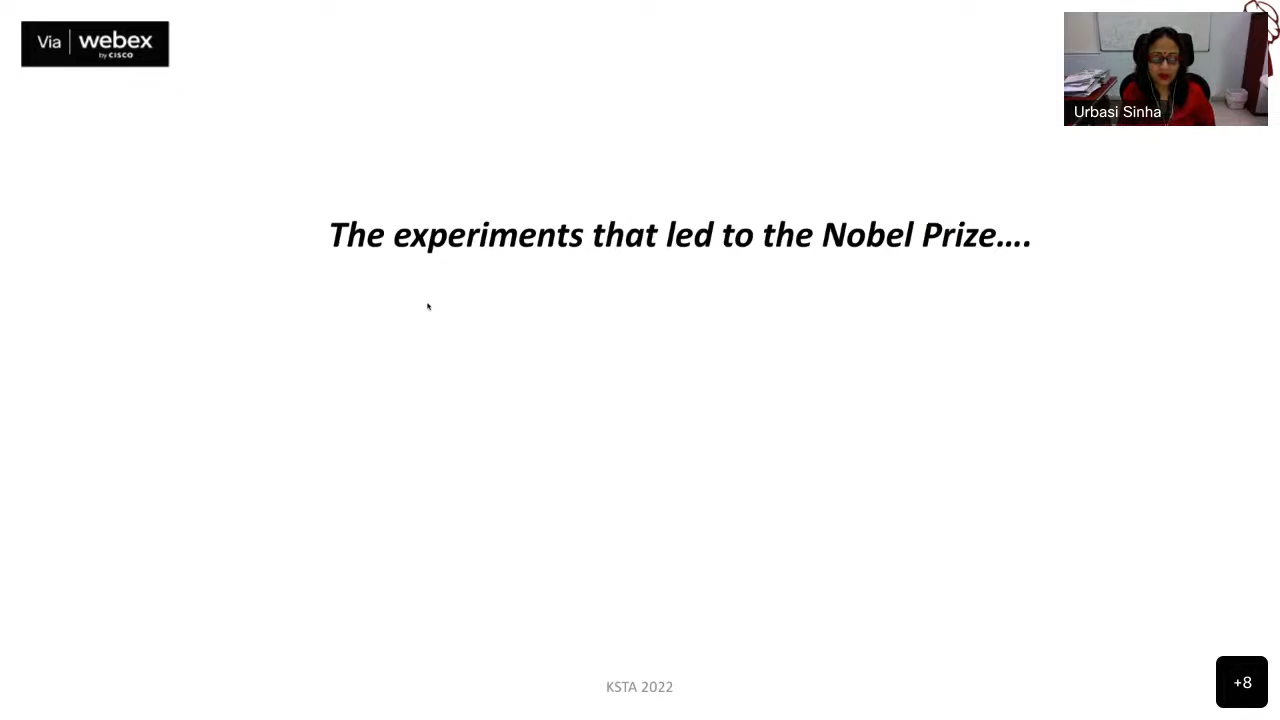 Via | webex
by CISCO
Urbasi Sinha
The experiments that led to the Nobel Prize....
KSTA 2022
+8